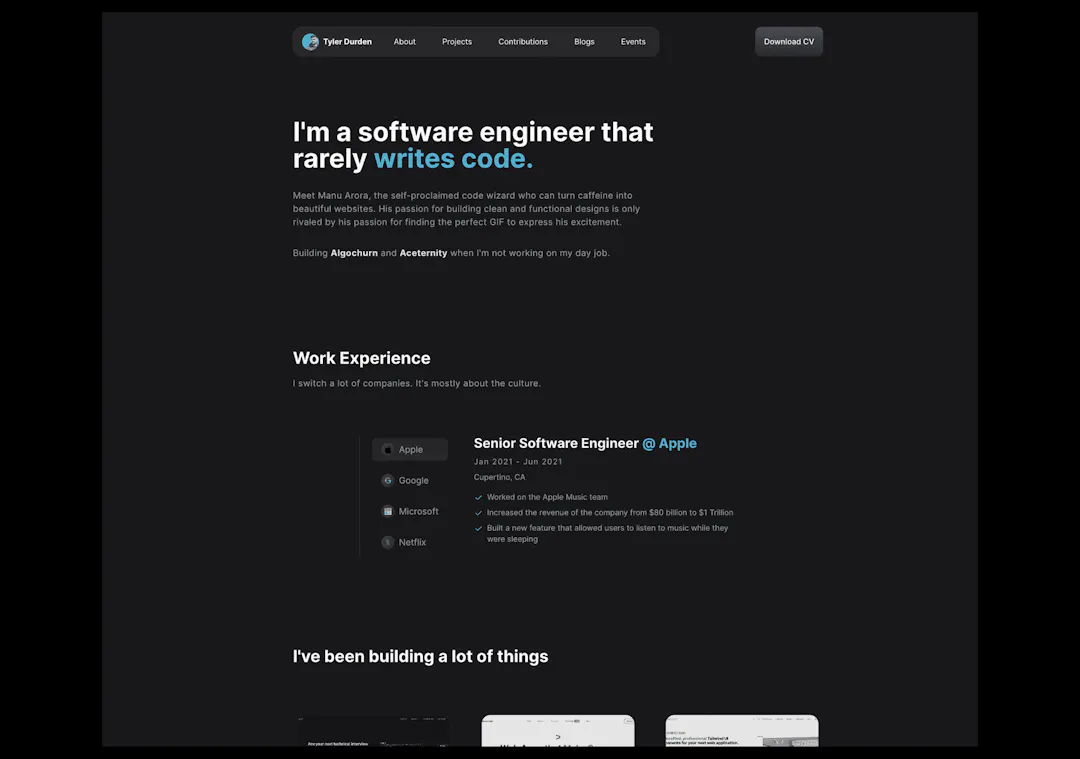 Tyler Durden About Projects Contributions Blogs Events Download CV
I'm a software engineer that
rarely writes code.
Meet Manu Arora, the self-proclaimed code wizard who can turn caffeine into
beautiful websites. His passion for building clean and functional designs is only
rivaled by his passion for finding the perfect GIF to express his excitement.
Building Algochurn and Aceternity when I'm not working on my day job.
Work Experience
I switch a lot of companies. It's mostly about the culture.
Apple
Google
Microsoft
Netflix
Senior Software Engineer @ Apple
Jan 2021 - Jun 2021
Cupertino, CA
Worked on the Apple Music team
Increased the revenue of the company from $80 billion to $1 Trillion
Built a new feature that allowed users to listen to music while they
were sleeping
I've been building a lot of things